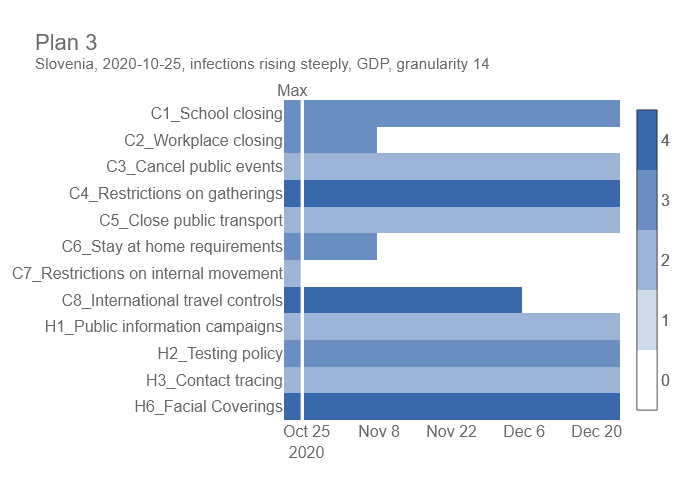 Plan 3
Slovenia, 2020-10-25, infections rising steeply, GDP, granularity 14
Max
C1_School closing
C2_Workplace closing
C3_Cancel public events
C4_Restrictions on gatherings
C5_Close public transport
C6_Stay at home requirements
C7_Restrictions on internal movement
C8_International travel controls
H1_Public information campaigns
H2_Testing policy
H3_Contact tracing
H6_Facial Coverings
Oct 25 Nov 8 Nov 22 Dec 6 Dec 20
2020
4
3
2
1
0